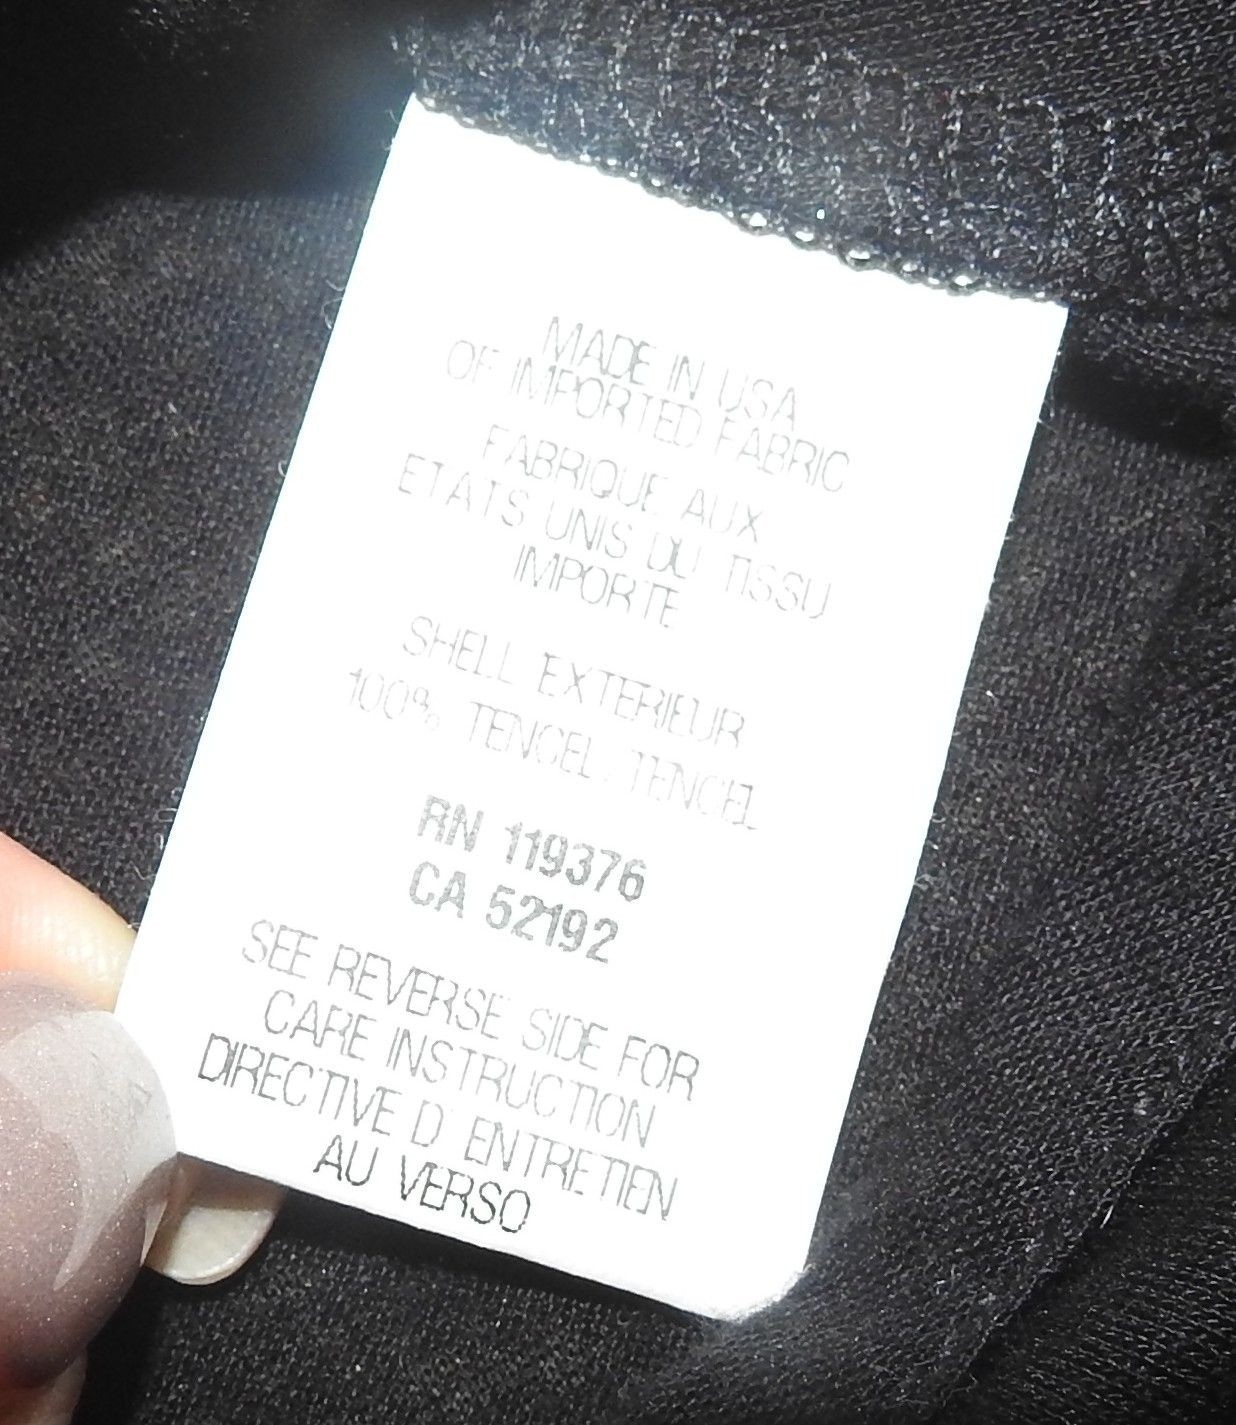 MADE IN USA
OF IMPORTED FABRIC
FABRIQUE AUX
ETATS UNIS DU TISSU
IMPORTE
SHELL EXTERIEUR
100% TENCEL, TENCEL
RN 119376
CA 52192
SEE REVERSE SIDE FOR
CARE INSTRUCTION
DIRECTIVE D' ENTRETIEN
AU VERSO